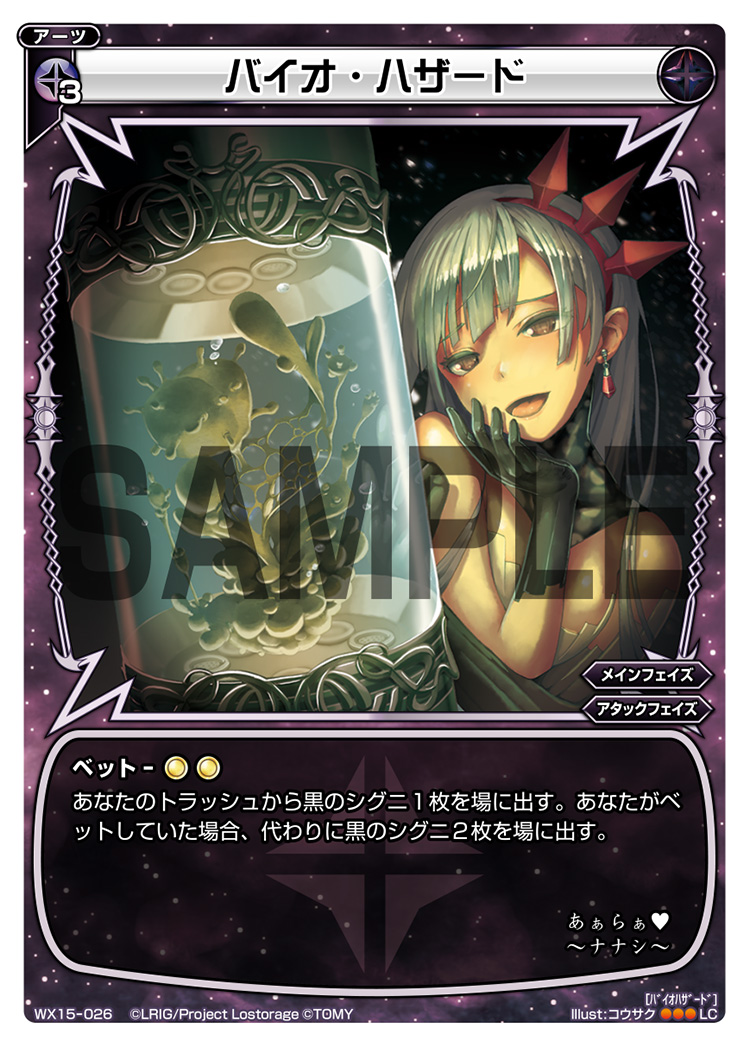 アーツ
3
バイオ・ハザード
SAMPLE
メインフェイズ
アタックフェイズ
ベット-
あなたのトラッシュから黒のシグニ1枚を場に出す。あなたがベ
ットしていた場合、代わりに黒のシグニ2枚を場に出す。
あぁらぁ♥
～ナナシ～
[バイオハザード]
WX15-026 ©LRIG/Project Lostorage ©TOMY Illust:コウサク LC